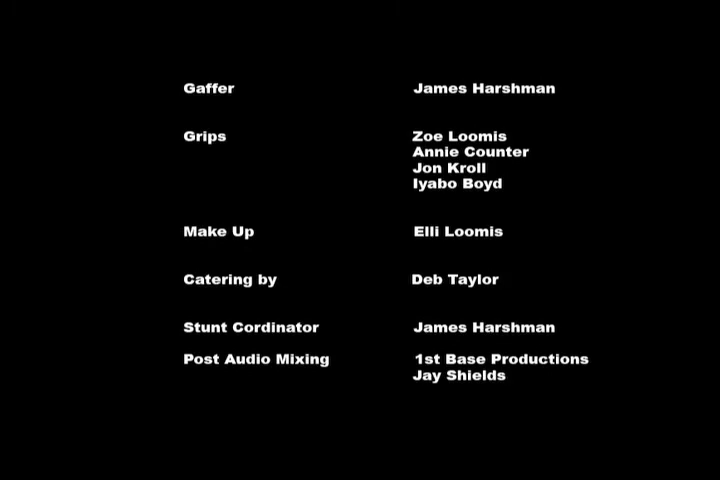 Gaffer James Harshman
Grips Zoe Loomis
Annie Counter
Jon Kroll
Iyabo Boyd
Make Up Elli Loomis
Catering by Deb Taylor
Stunt Cordinator James Harshman
Post Audio Mixing 1st Base Productions
Jay Shields